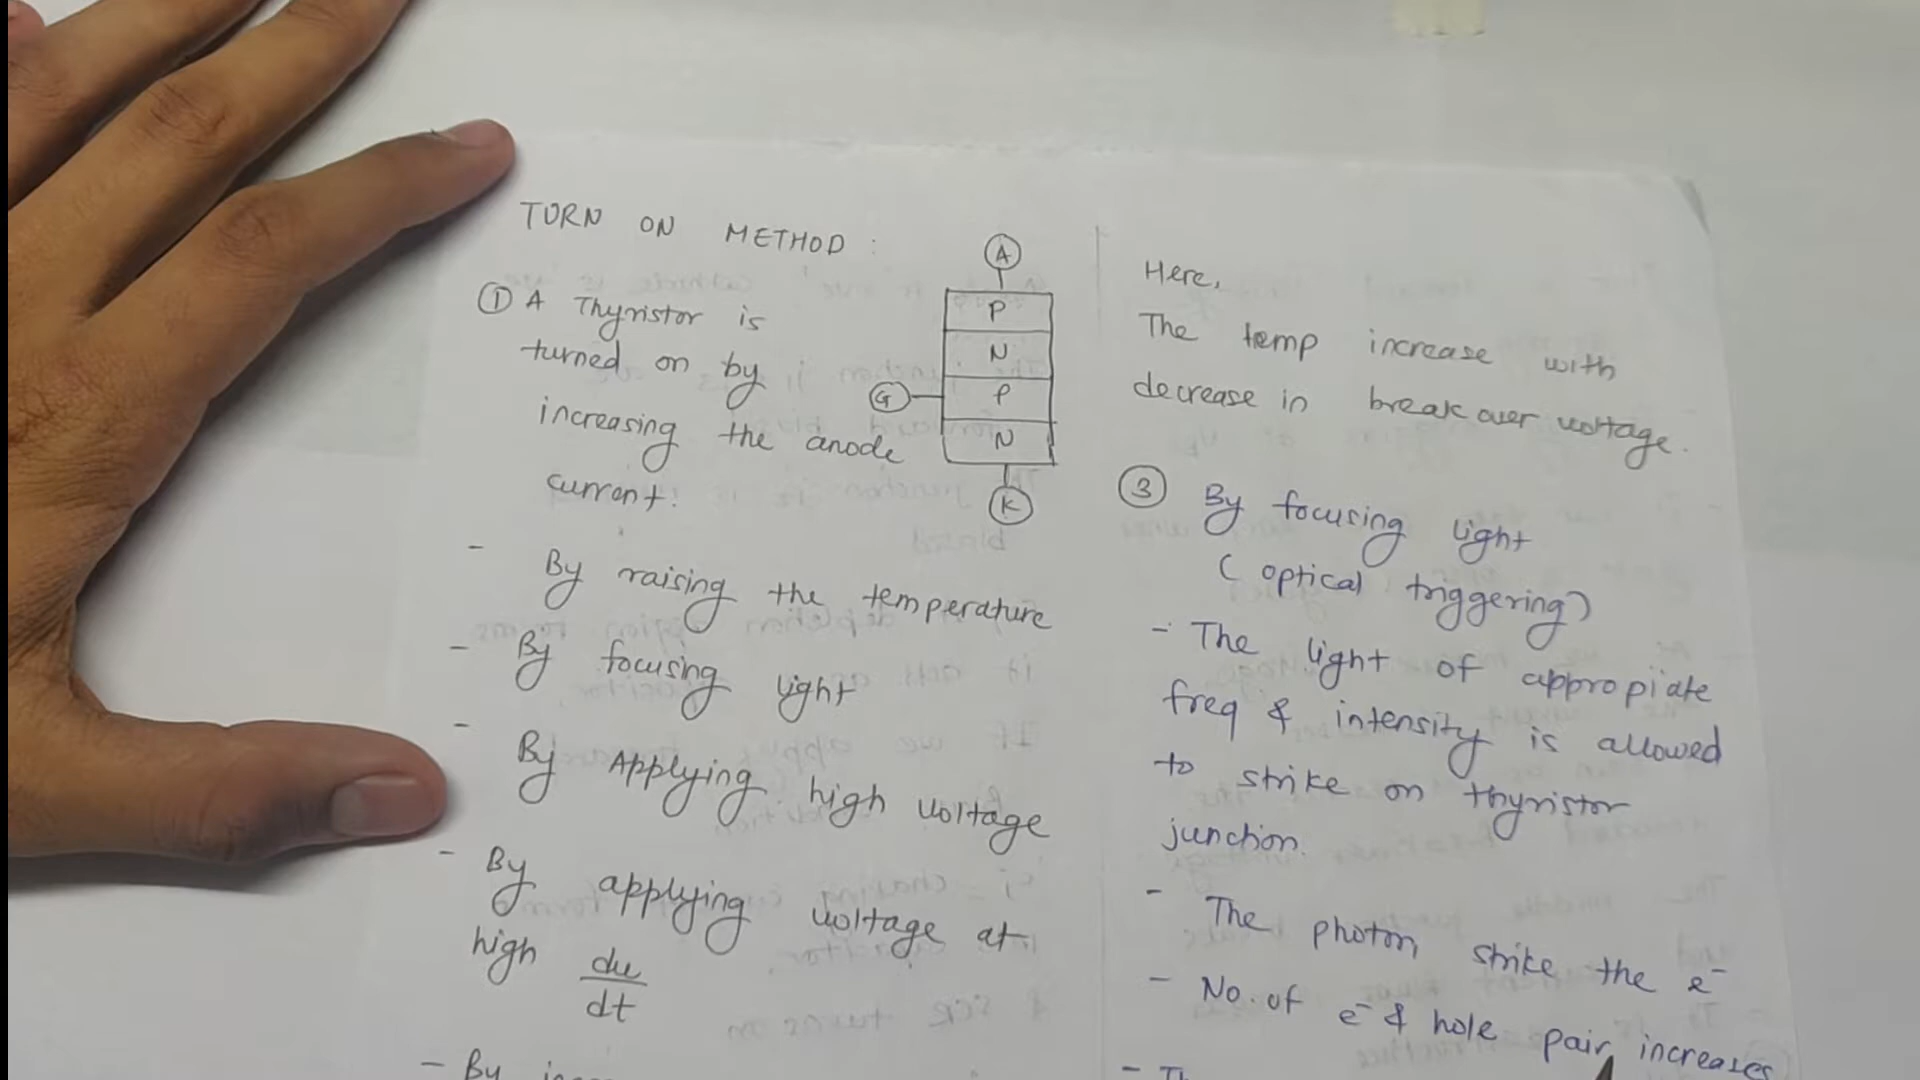 TURN ON METHOD :
① A Thyristor is
turned on by
increasing the anode
current.
A
P
N
G
P
N
K
- By raising the temperature
- By focusing light
- By Applying high voltage
- By applying voltage at
high dv/dt
- By
Here,
The temp increase with
decrease in break over voltage.
③ By focusing light
( optical triggering)
- The light of appropiate
freq & intensity is allowed
to strike on thyristor
junction.
- The photon strike the e⁻
- No. of e⁻ & hole pair increases